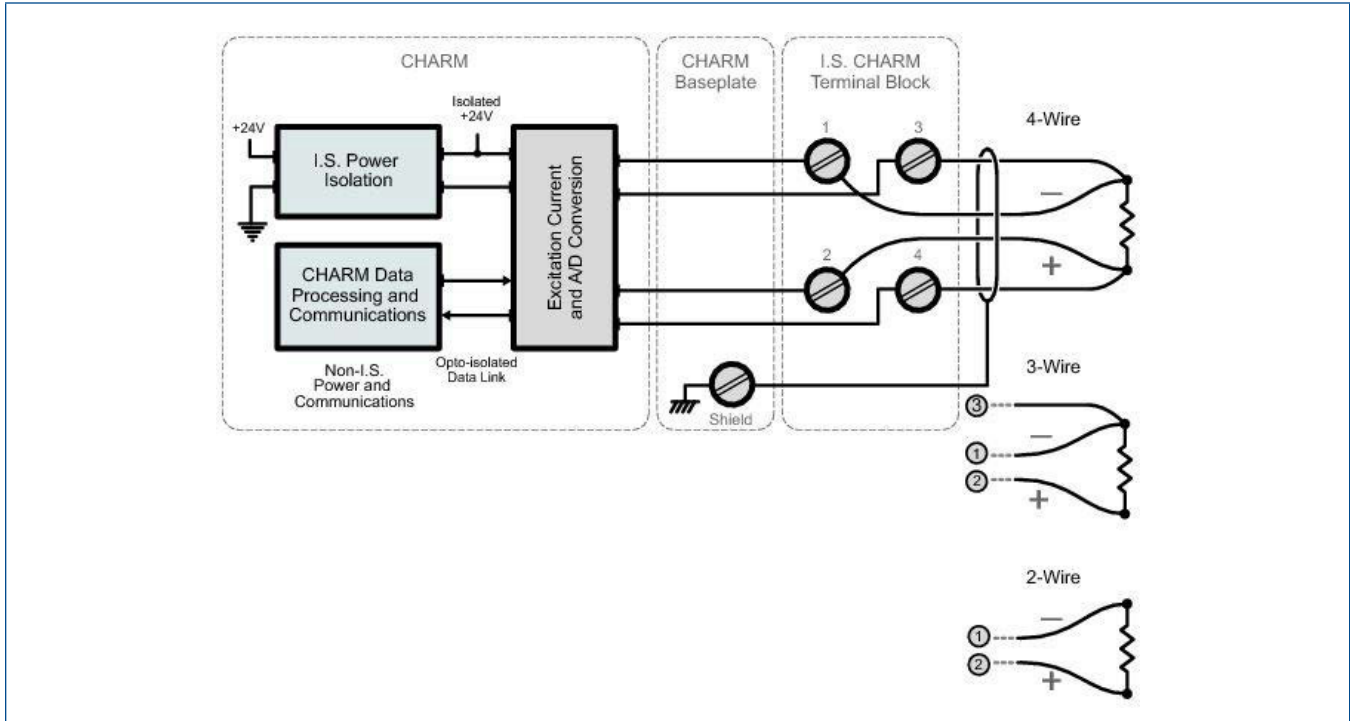 CHARM
CHARM
Baseplate
I.S. CHARM
Terminal Block
Isolated
+24V
+24V
I.S. Power
Isolation
Excitation Current
and A/D Conversion
CHARM Data
Processing and
Communications
Non-I.S.
Power and
Communications
Opto-isolated
Data Link
Shield
1
3
2
4
4-Wire
—
+
3-Wire
3
—
1
2
+
2-Wire
—
1
2
+